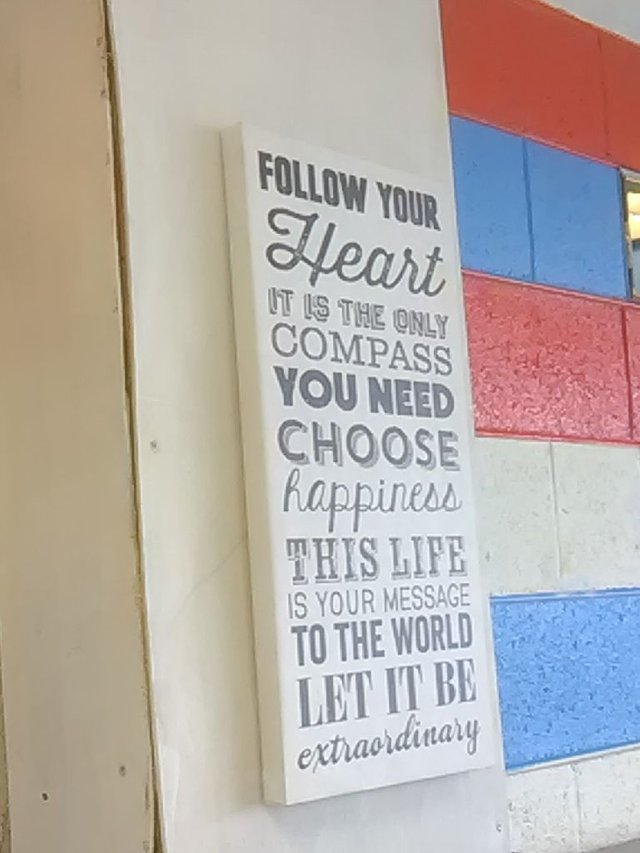 FOLLOW YOUR
Heart
IT IS THE ONLY
COMPASS
YOU NEED
CHOOSE
happiness
THIS LIFE
IS YOUR MESSAGE
TO THE WORLD
LET IT BE
extraordinary